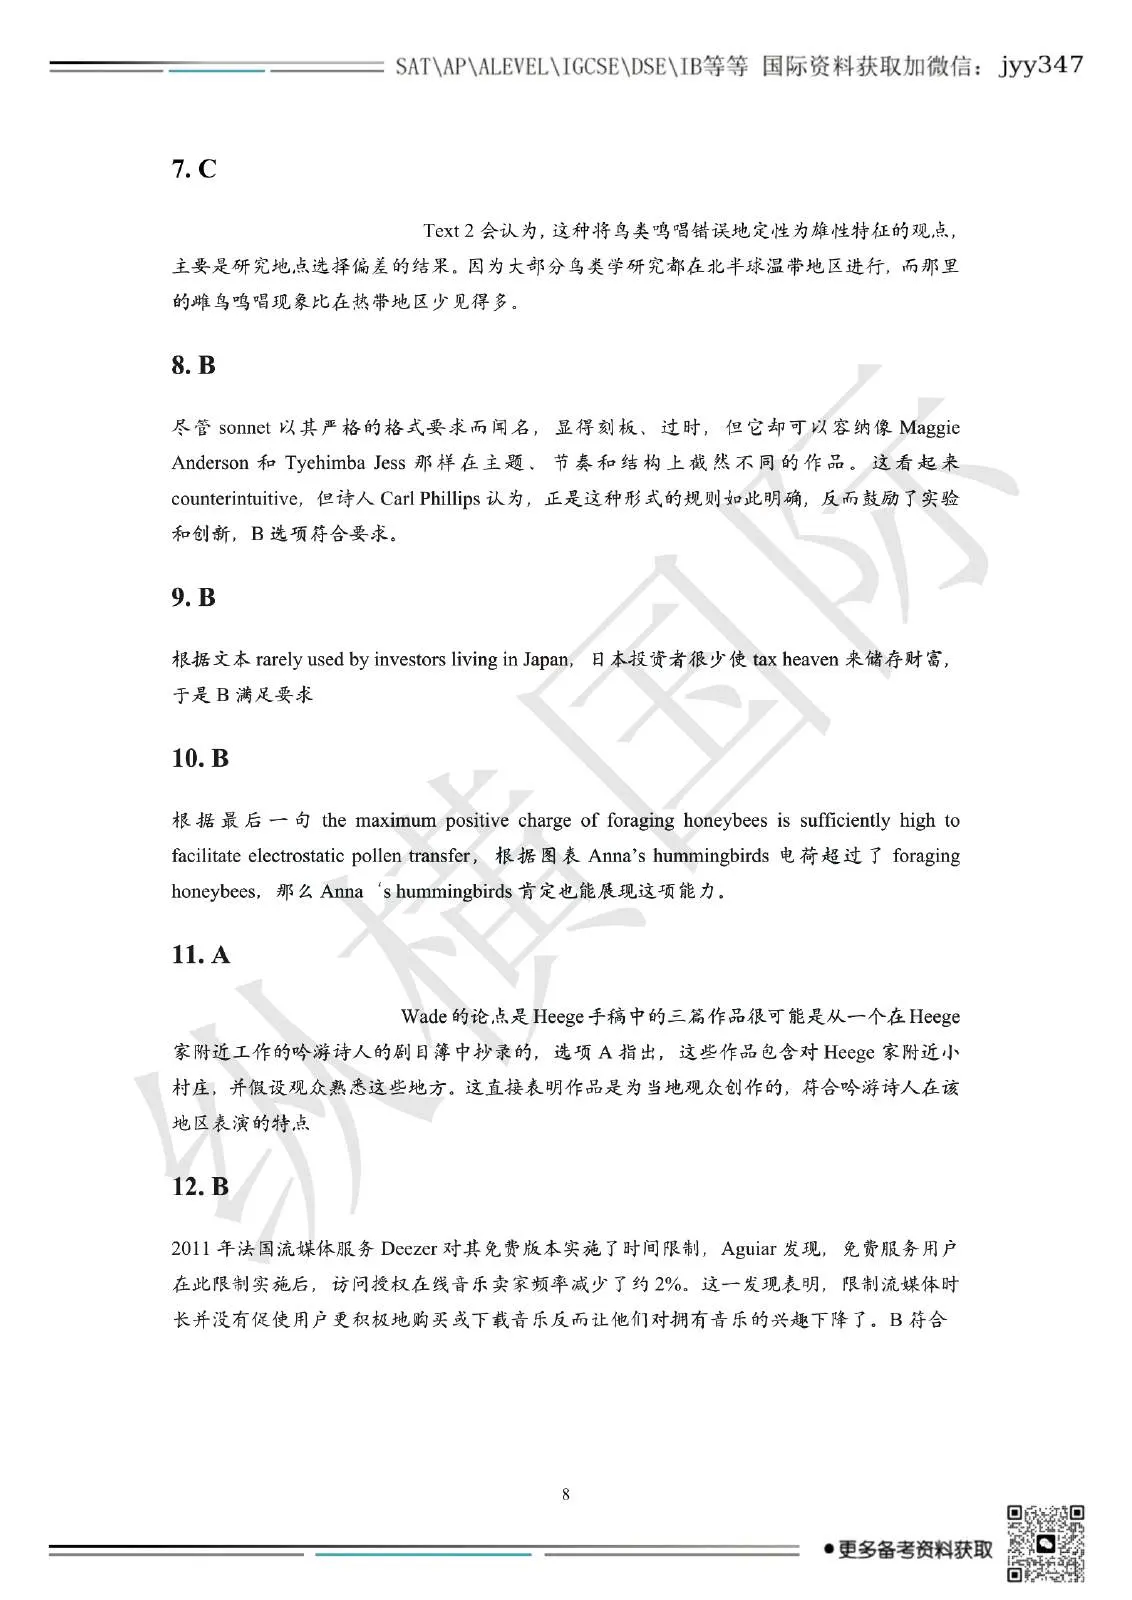 SAT\AP\ALEVEL\IGCSE\DSE\IB等等 国际资料获取加微信：jyy347
7. C
Text 2 会认为，这种将鸟类鸣唱错误地定性为雄性特征的观点，
主要是研究地点选择偏差的结果。因为大部分鸟类学研究都在北半球温带地区进行，而那里
的雌鸟鸣唱现象比在热带地区少见得多。
8. B
尽管 sonnet 以其严格的格式要求而闻名，显得刻板、过时，但它却可以容纳像 Maggie
Anderson 和 Tyehimba Jess 那样在主题、节奏和结构上截然不同的作品。这看起来
counterintuitive，但诗人 Carl Phillips 认为，正是这种形式的规则如此明确，反而鼓励了实验
和创新，B 选项符合要求。
9. B
根据文本 rarely used by investors living in Japan，日本投资者很少使 tax heaven 来储存财富，
于是 B 满足要求
10. B
根据最后一句 the maximum positive charge of foraging honeybees is sufficiently high to
facilitate electrostatic pollen transfer，根据图表 Anna’s hummingbirds 电荷超过了 foraging
honeybees，那么 Anna‘s hummingbirds 肯定也能展现这项能力。
11. A
Wade 的论点是 Heege 手稿中的三篇作品很可能是从一个在 Heege
家附近工作的吟游诗人的剧目簿中抄录的，选项 A 指出，这些作品包含对 Heege 家附近小
村庄，并假设观众熟悉这些地方。这直接表明作品是为当地观众创作的，符合吟游诗人在该
地区表演的特点
12. B
2011 年法国流媒体服务 Deezer 对其免费版本实施了时间限制，Aguiar 发现，免费服务用户
在此限制实施后，访问授权在线音乐卖家频率减少了约 2%。这一发现表明，限制流媒体时
长并没有促使用户更积极地购买或下载音乐反而让他们对拥有音乐的兴趣下降了。B 符合
纵横国际
8
●更多备考资料获取